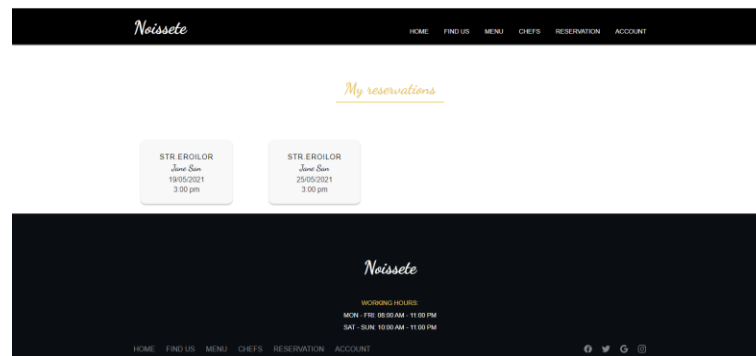 Noissete
HOME FIND US MENU CHEFS RESERVATION ACCOUNT
My reservations
STR.EROILOR
Jane San
19/05/2021
3:00 pm
STR.EROILOR
Jane San
25/05/2021
3:00 pm
Noissete
WORKING HOURS:
MON - FRI: 08:00 AM - 11:00 PM
SAT - SUN: 10:00 AM - 11:00 PM
HOME FIND US MENU CHEFS RESERVATION ACCOUNT